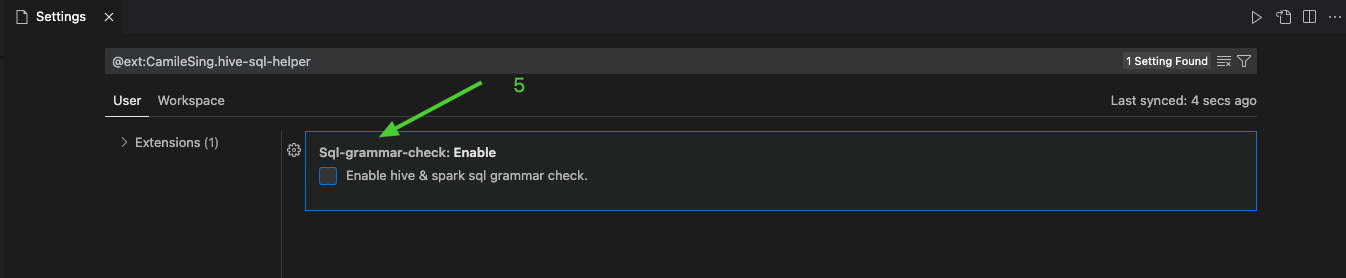 Settings
@ext:CamileSing.hive-sql-helper
1 Setting Found
5
User
Workspace
Last synced: 4 secs ago
Extensions (1)
Sql-grammar-check: Enable
Enable hive & spark sql grammar check.